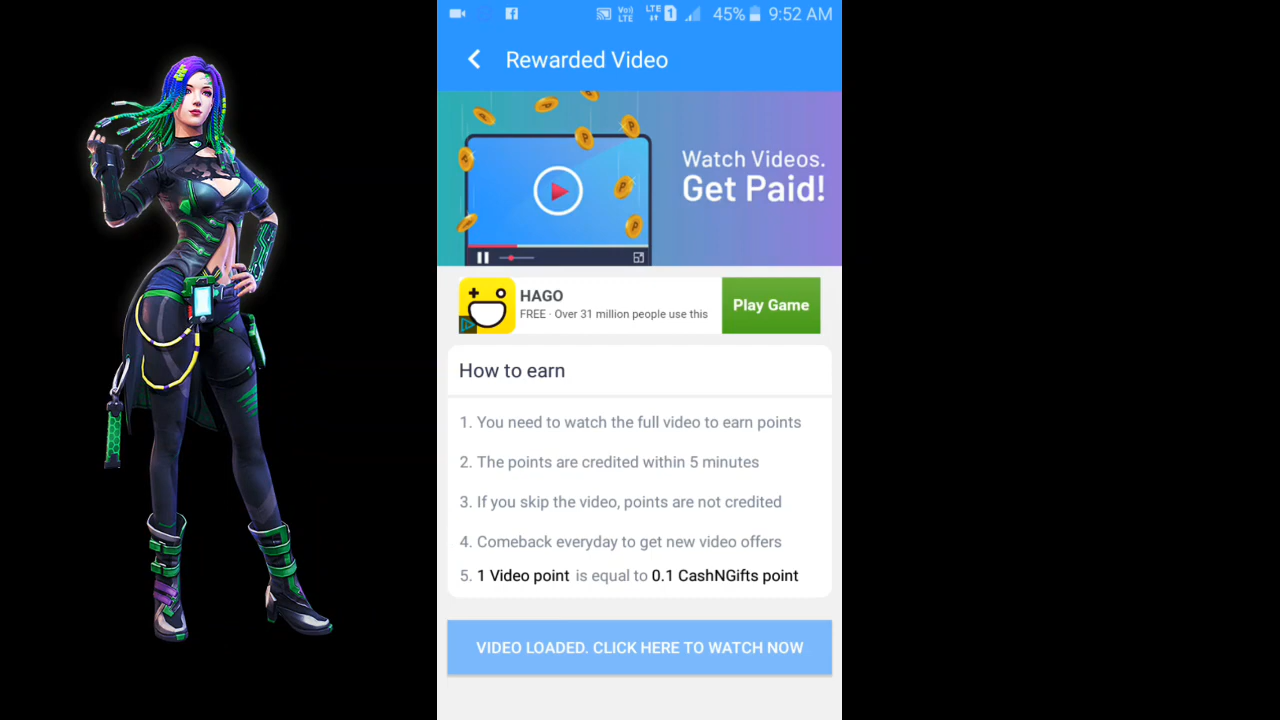 Vo)) LTE LTE 1 45% 9:52 AM
Rewarded Video
Watch Videos.
Get Paid!
HAGO
FREE · Over 31 million people use this
Play Game
How to earn
1. You need to watch the full video to earn points
2. The points are credited within 5 minutes
3. If you skip the video, points are not credited
4. Comeback everyday to get new video offers
5. 1 Video point is equal to 0.1 CashNGifts point
VIDEO LOADED. CLICK HERE TO WATCH NOW